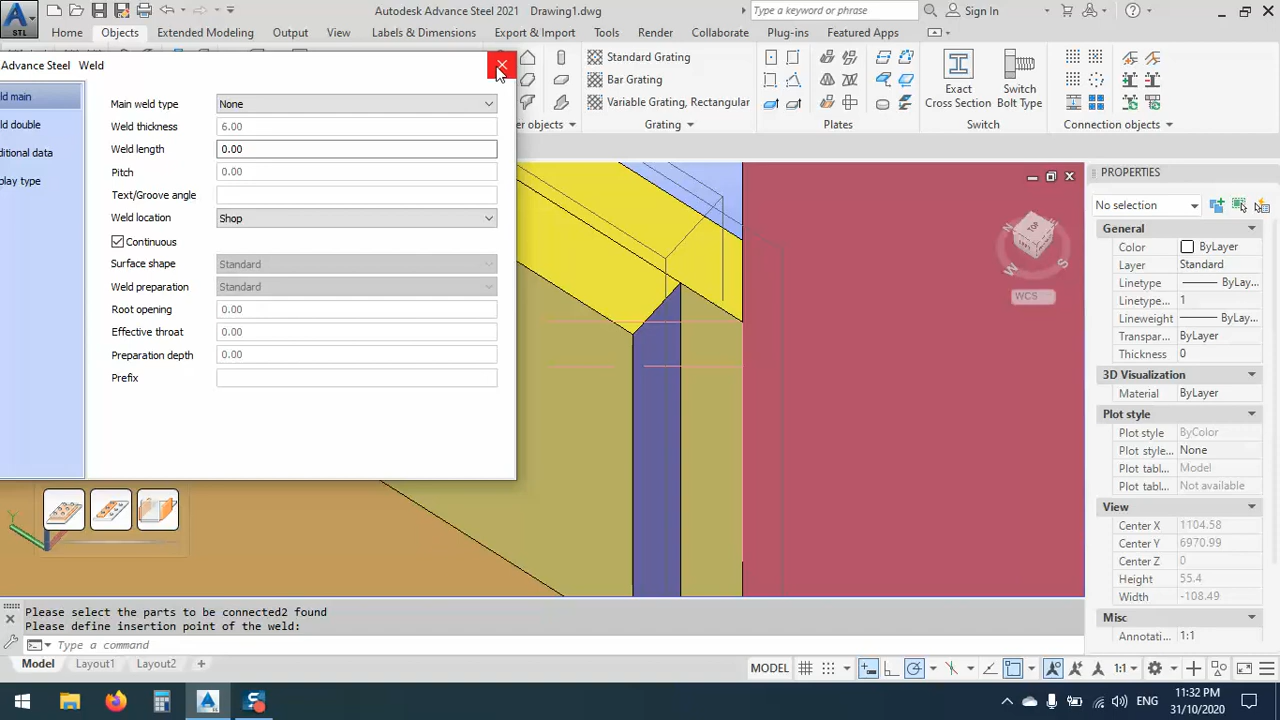 Autodesk Advance Steel 2021 Drawing1.dwg
Type a keyword or phrase
Sign In
STL
Home Objects Extended Modeling Output View Labels & Dimensions Export & Import Tools Render Collaborate Plug-ins Featured Apps
Standard Grating
Bar Grating
Variable Grating, Rectangular
Exact
Cross Section
Switch
Bolt Type
er objects
Grating
Plates
Switch
Connection objects
Advance Steel Weld
ld main
ld double
ditional data
play type
Main weld type None
Weld thickness 6.00
Weld length 0.00
Pitch 0.00
Text/Groove angle
Weld location Shop
Continuous
Surface shape Standard
Weld preparation Standard
Root opening 0.00
Effective throat 0.00
Preparation depth 0.00
Prefix
TOP
W
S
WCS
Y
PROPERTIES
No selection
General
Color ByLayer
Layer Standard
Linetype ByLay...
Linetype... 1
Lineweight ByLay...
Transpar... ByLayer
Thickness 0
3D Visualization
Material ByLayer
Plot style
Plot style ByColor
Plot style... None
Plot tabl... Model
Plot tabl... Not available
View
Center X 1104.58
Center Y 6970.99
Center Z 0
Height 55.4
Width -108.49
Misc
Annotati... 1:1
Please select the parts to be connected2 found
Please define insertion point of the weld:
Type a command
Model Layout1 Layout2 +
MODEL
1:1
ENG
11:32 PM
31/10/2020